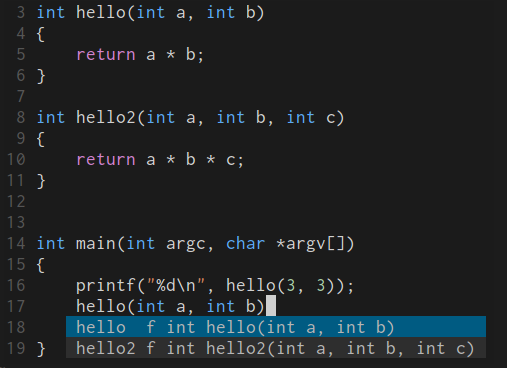 3 int hello(int a, int b)
4 {
5     return a * b;
6 }
7
8 int hello2(int a, int b, int c)
9 {
10     return a * b * c;
11 }
12
13
14 int main(int argc, char *argv[])
15 {
16     printf("%d\n", hello(3, 3));
17     hello(int a, int b)
18     hello  f int hello(int a, int b)
19 }   hello2 f int hello2(int a, int b, int c)